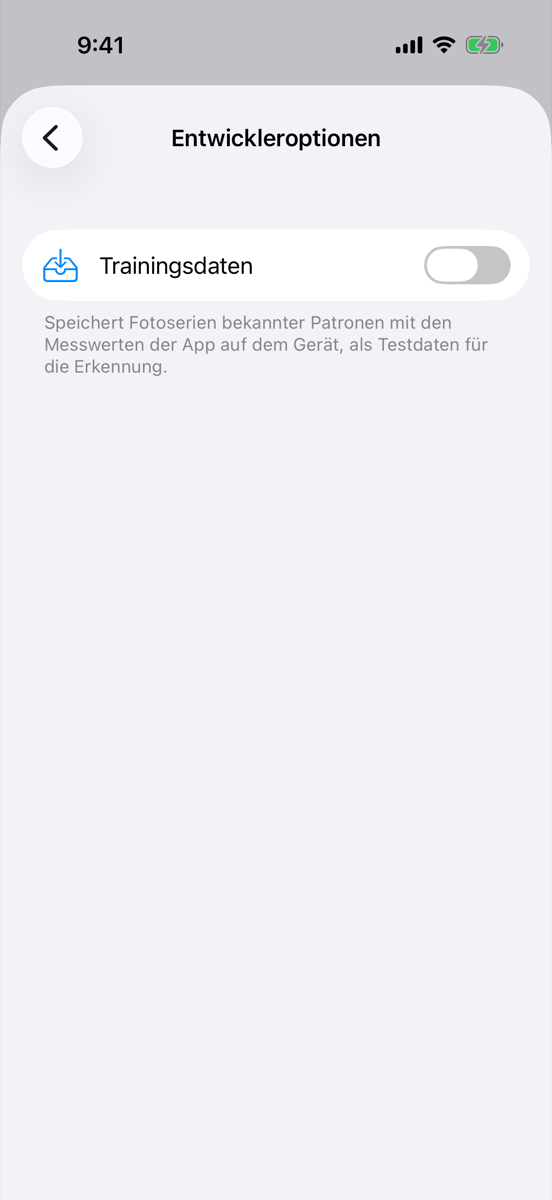 9:41
Entwickleroptionen
Trainingsdaten
Speichert Fotoserien bekannter Patronen mit den
Messwerten der App auf dem Gerät, als Testdaten für
die Erkennung.